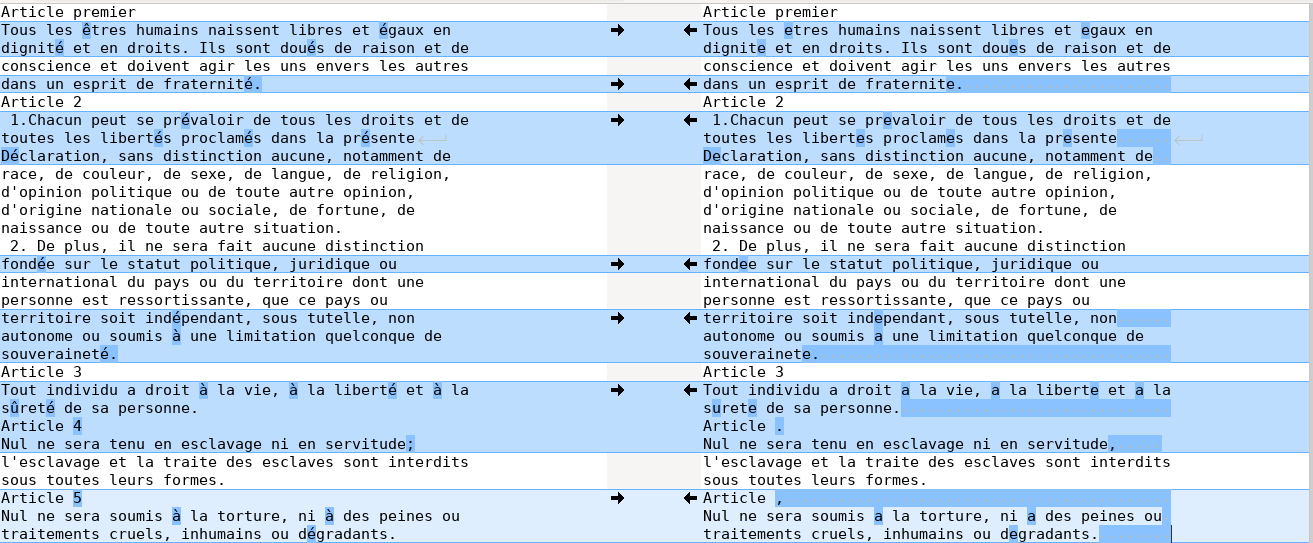 Article premier
Tous les êtres humains naissent libres et égaux en
dignité et en droits. Ils sont doués de raison et de
conscience et doivent agir les uns envers les autres
dans un esprit de fraternité.
Article 2
1.Chacun peut se prévaloir de tous les droits et de
toutes les libertés proclamés dans la présente
Déclaration, sans distinction aucune, notamment de
race, de couleur, de sexe, de langue, de religion,
d'opinion politique ou de toute autre opinion,
d'origine nationale ou sociale, de fortune, de
naissance ou de toute autre situation.
2. De plus, il ne sera fait aucune distinction
fondée sur le statut politique, juridique ou
international du pays ou du territoire dont une
personne est ressortissante, que ce pays ou
territoire soit indépendant, sous tutelle, non
autonome ou soumis à une limitation quelconque de
souveraineté.
Article 3
Tout individu a droit à la vie, à la liberté et à la
sûreté de sa personne.
Article 4
Nul ne sera tenu en esclavage ni en servitude;
l'esclavage et la traite des esclaves sont interdits
sous toutes leurs formes.
Article 5
Nul ne sera soumis à la torture, ni à des peines ou
traitements cruels, inhumains ou dégradants.
Article premier
Tous les etres humains naissent libres et egaux en
dignite et en droits. Ils sont doues de raison et de
conscience et doivent agir les uns envers les autres
dans un esprit de fraternite.
Article 2
1.Chacun peut se prevaloir de tous les droits et de
toutes les libertes proclames dans la presente
Declaration, sans distinction aucune, notamment de
race, de couleur, de sexe, de langue, de religion,
d'opinion politique ou de toute autre opinion,
d'origine nationale ou sociale, de fortune, de
naissance ou de toute autre situation.
2. De plus, il ne sera fait aucune distinction
fondee sur le statut politique, juridique ou
international du pays ou du territoire dont une
personne est ressortissante, que ce pays ou
territoire soit independant, sous tutelle, non
autonome ou soumis a une limitation quelconque de
souverainete.
Article 3
Tout individu a droit a la vie, a la liberte et a la
surete de sa personne.
Article .
Nul ne sera tenu en esclavage ni en servitude,
l'esclavage et la traite des esclaves sont interdits
sous toutes leurs formes.
Article ,
Nul ne sera soumis a la torture, ni a des peines ou
traitements cruels, inhumains ou degradants.